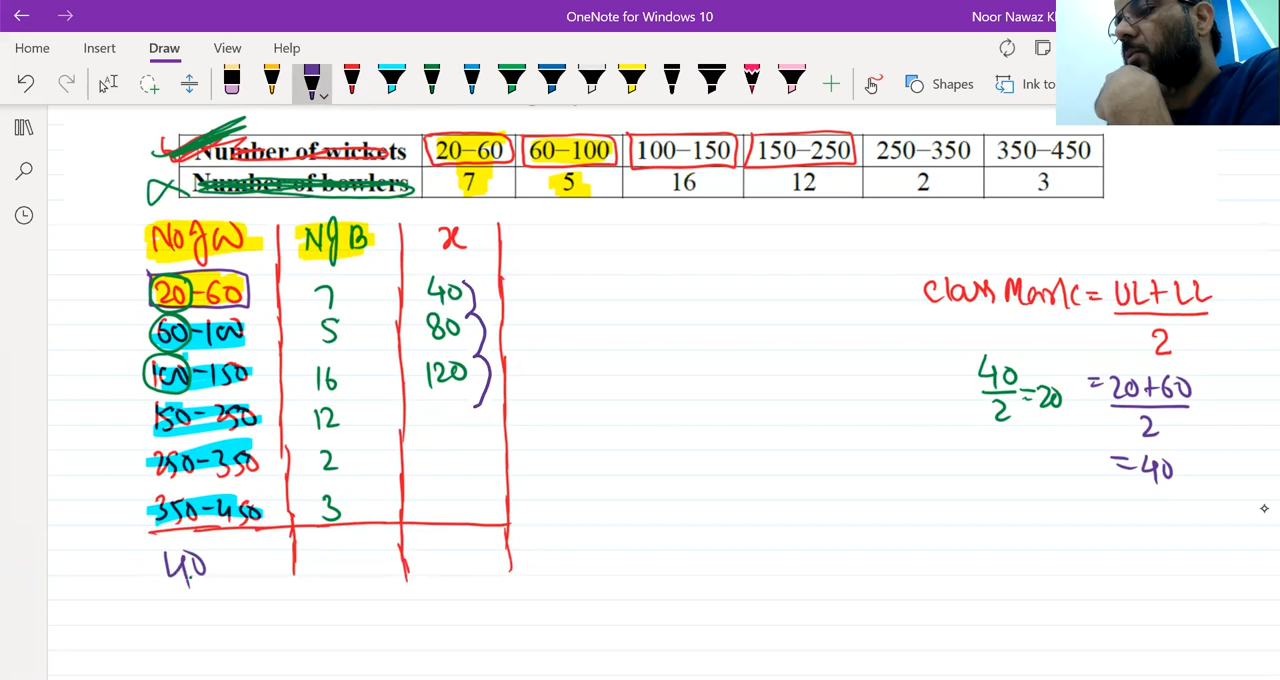 OneNote for Windows 10
Noor Nawaz Kh
Home Insert Draw View Help
Shapes Ink to
Number of wickets 20–60 60–100 100–150 150–250 250–350 350–450
Number of bowlers 7 5 16 12 2 3
No of W N of B x
20-60 7 40
60-100 5 80
100-150 16 120
150-250 12
250-350 2
350-450 3
40
Class Mark = UL+LL
2
= 20+60
2
= 40
40
2
=20